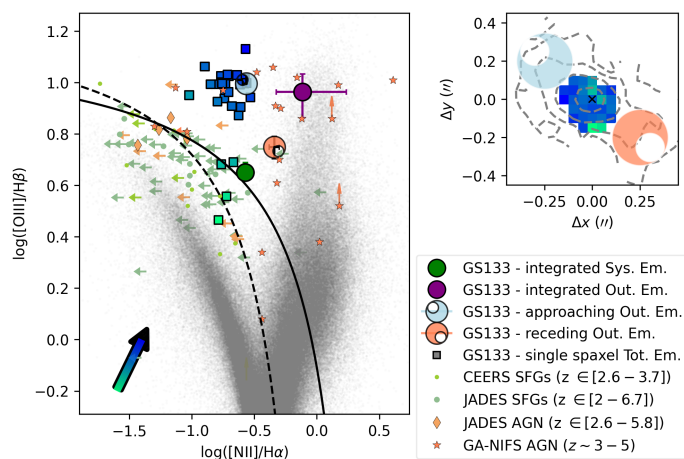 1.2
1.0
0.8
0.6
0.4
0.2
0.0
−0.2
log([OIII]/Hβ)
−1.5 −1.0 −0.5 0.0 0.5
log([NII]/Hα)
0.4
0.2
0.0
−0.2
−0.4
Δy (′′)
−0.25 0.00 0.25
Δx (′′)
GS133 - integrated Sys. Em.
GS133 - integrated Out. Em.
GS133 - approaching Out. Em.
GS133 - receding Out. Em.
GS133 - single spaxel Tot. Em.
CEERS SFGs (z ∈[2.6−3.7])
JADES SFGs (z ∈[2−6.7])
JADES AGN (z ∈[2.6−5.8])
GA-NIFS AGN (z∼3−5)